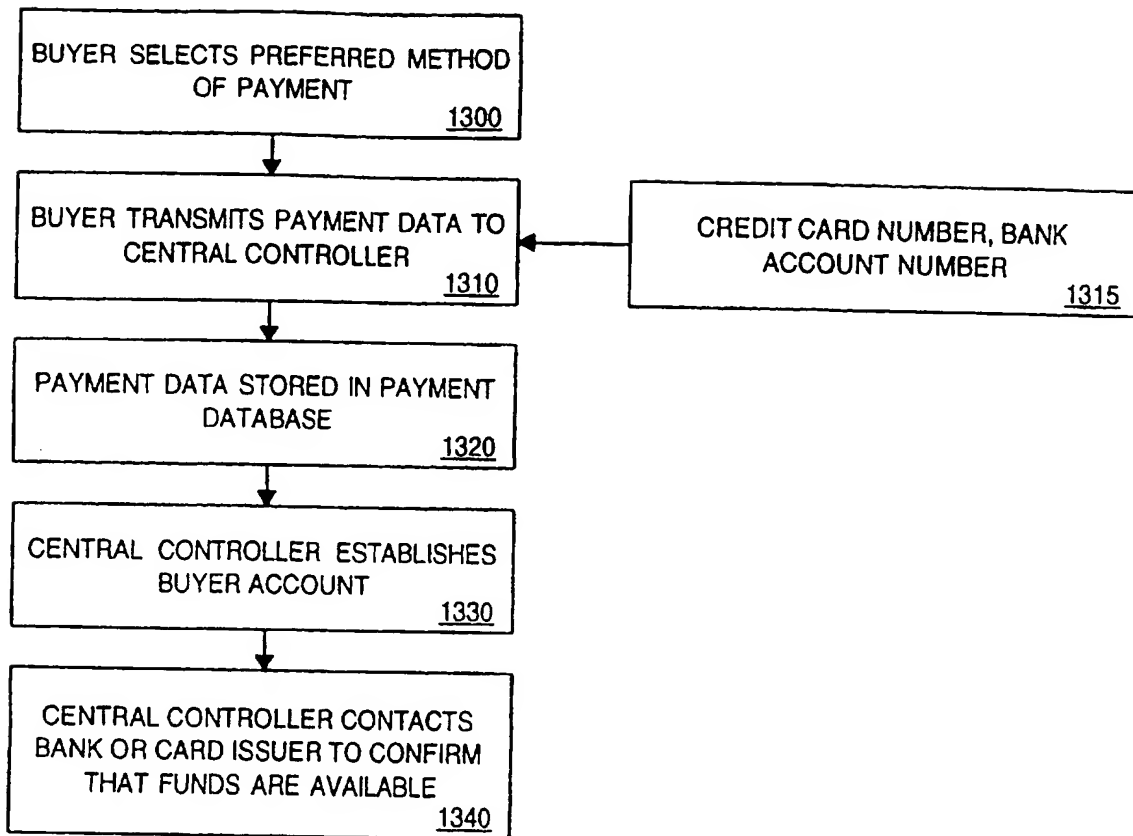 BUYER SELECTS PREFERRED METHOD
OF PAYMENT
1300
BUYER TRANSMITS PAYMENT DATA TO
CENTRAL CONTROLLER
1310
CREDIT CARD NUMBER, BANK
ACCOUNT NUMBER
1315
PAYMENT DATA STORED IN PAYMENT
DATABASE
1320
CENTRAL CONTROLLER ESTABLISHES
BUYER ACCOUNT
1330
CENTRAL CONTROLLER CONTACTS
BANK OR CARD ISSUER TO CONFIRM
THAT FUNDS ARE AVAILABLE
1340